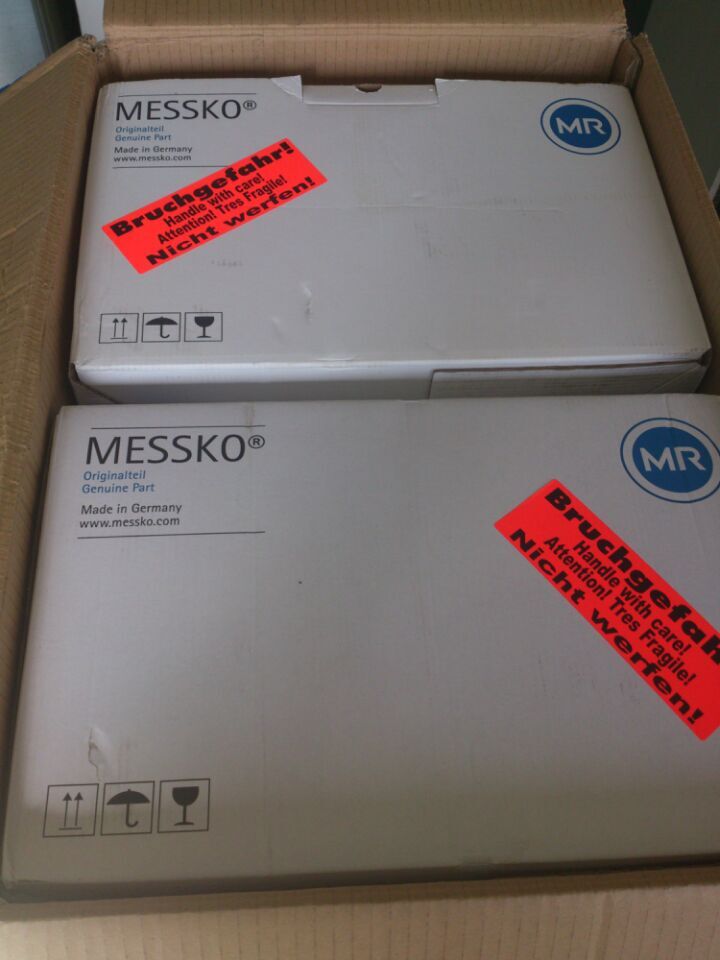 MESSKO®
Originalteil
Genuine Part
Made in Germany
www.messko.com
MR
Bruchgefahr!
Handle with care!
Attention! Tres Fragile!
Nicht werfen!
MESSKO®
Originalteil
Genuine Part
Made in Germany
www.messko.com
MR
Bruchgefah
Handle with care!
Attention! Tres Fragile!
Nicht werfen!